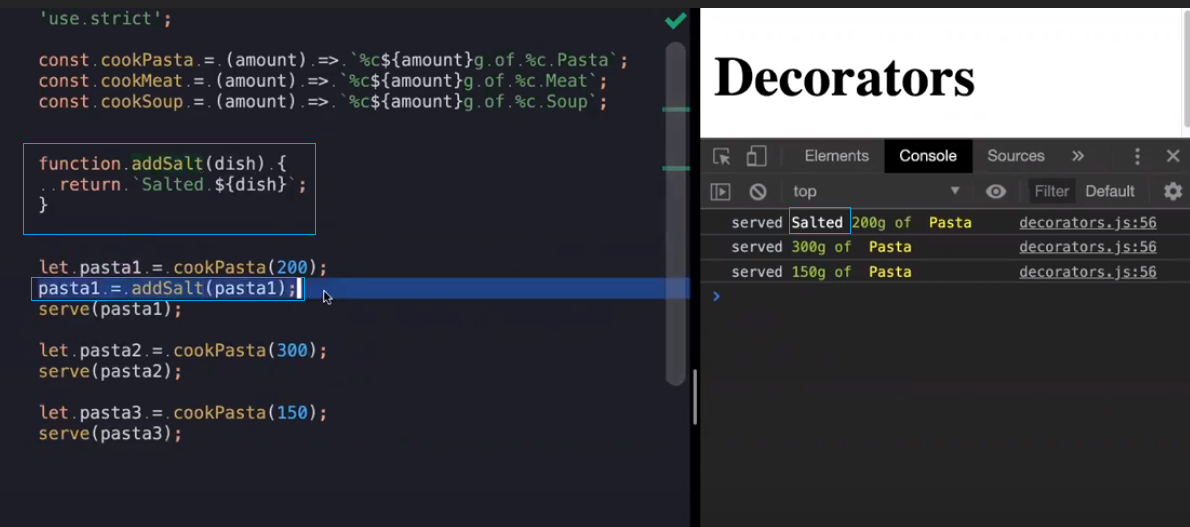 'use strict';
const cookPasta = (amount) => `%c${amount}g of %c Pasta`;
const cookMeat = (amount) => `%c${amount}g of %c Meat`;
const cookSoup = (amount) => `%c${amount}g of %c Soup`;
function addSalt(dish) {
return `Salted ${dish}`;
}
let pasta1 = cookPasta(200);
pasta1 = addSalt(pasta1);
serve(pasta1);
let pasta2 = cookPasta(300);
serve(pasta2);
let pasta3 = cookPasta(150);
serve(pasta3);
Decorators
Elements Console Sources »
top Filter Default
served Salted 200g of Pasta decorators.js:56
served 300g of Pasta decorators.js:56
served 150g of Pasta decorators.js:56